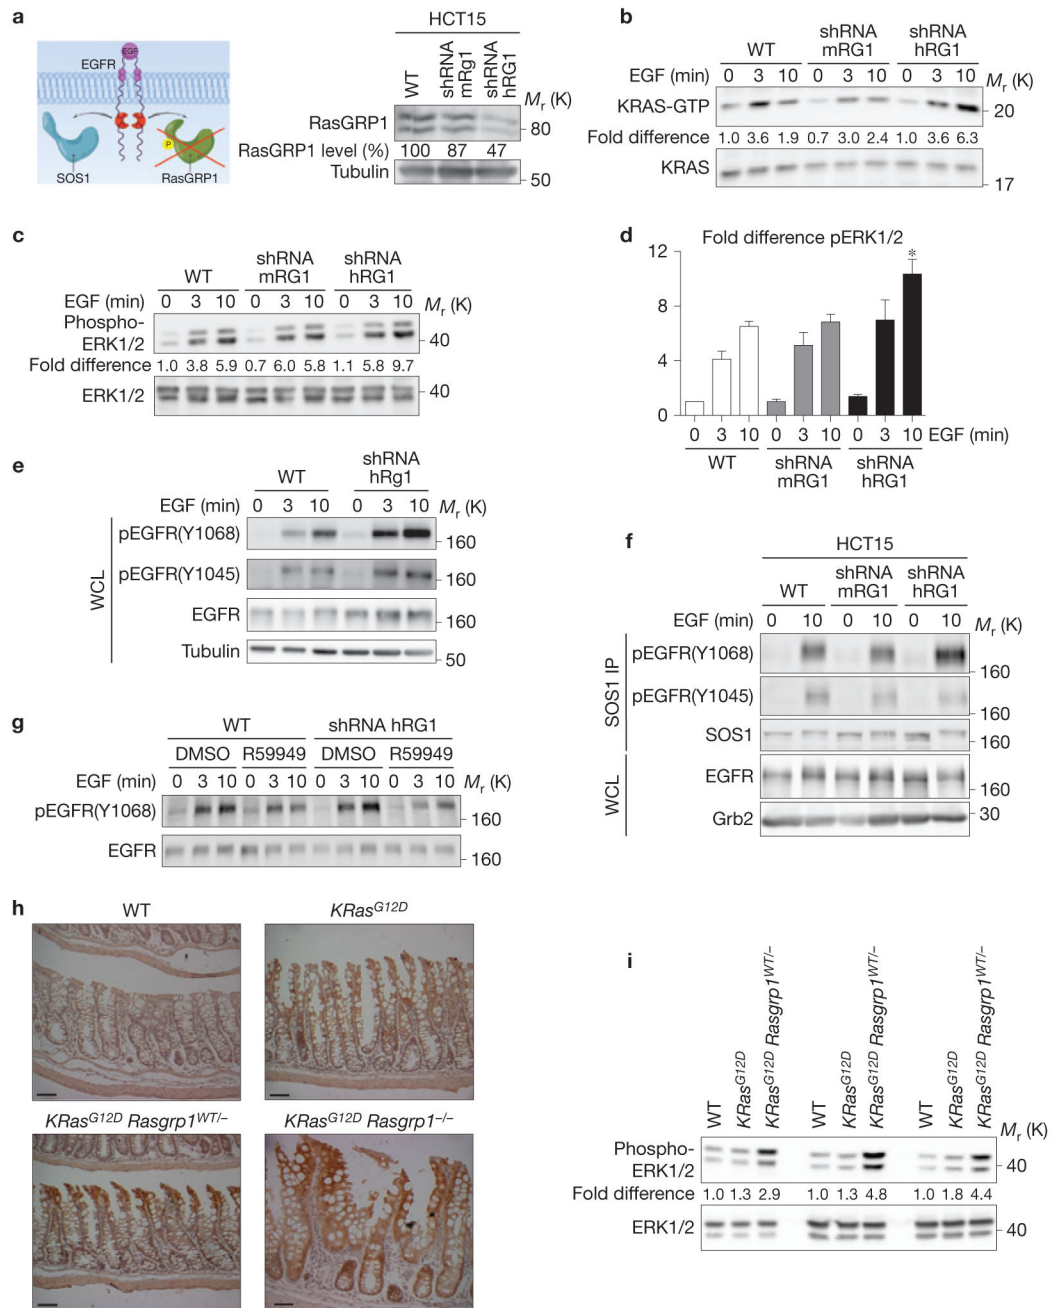 a
EGF
EGFR
P
SOS1
RasGRP1
HCT15
WT
shRNA mRg1
shRNA hRG1
Mr (K)
RasGRP1
80
RasGRP1 level (%) 100 87 47
Tubulin
50
b
WT shRNA mRG1 shRNA hRG1
EGF (min) 0 3 10 0 3 10 0 3 10 Mr (K)
KRAS-GTP
20
Fold difference 1.0 3.6 1.9 0.7 3.0 2.4 1.0 3.6 6.3
KRAS
17
c
WT shRNA mRG1 shRNA hRG1
EGF (min) 0 3 10 0 3 10 0 3 10 Mr (K)
Phospho-
ERK1/2
40
Fold difference 1.0 3.8 5.9 0.7 6.0 5.8 1.1 5.8 9.7
ERK1/2
40
d
Fold difference pERK1/2
12
8
4
0
*
0 3 10 0 3 10 0 3 10 EGF (min)
WT shRNA mRG1 shRNA hRG1
e
WT shRNA hRg1
EGF (min) 0 3 10 0 3 10 Mr (K)
WCL
pEGFR(Y1068)
160
pEGFR(Y1045)
160
EGFR
160
Tubulin
50
f
HCT15
WT shRNA mRG1 shRNA hRG1
EGF (min) 0 10 0 10 0 10 Mr (K)
SOS1 IP
pEGFR(Y1068)
160
pEGFR(Y1045)
160
SOS1
160
WCL
EGFR
160
Grb2
30
g
WT shRNA hRG1
DMSO R59949 DMSO R59949
EGF (min) 0 3 10 0 3 10 0 3 10 0 3 10 Mr (K)
pEGFR(Y1068)
160
EGFR
160
h
WT KRasG12D
KRasG12D Rasgrp1WT/– KRasG12D Rasgrp1–/–
i
WT
KRasG12D
KRasG12D Rasgrp1WT/–
WT
KRasG12D
KRasG12D Rasgrp1WT/–
WT
KRasG12D
KRasG12D Rasgrp1WT/–
Mr (K)
Phospho-
ERK1/2
40
Fold difference 1.0 1.3 2.9 1.0 1.3 4.8 1.0 1.8 4.4
ERK1/2
40